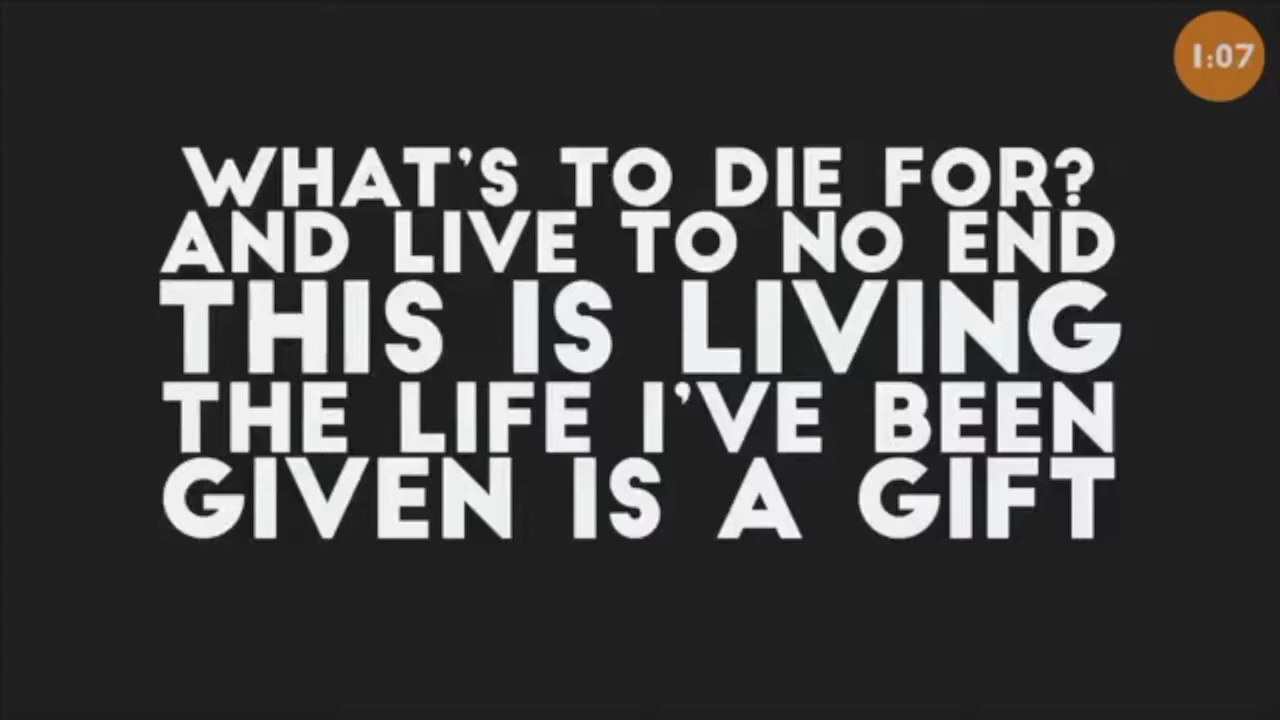 1:07
WHAT'S TO DIE FOR?
AND LIVE TO NO END
THIS IS LIVING
THE LIFE I'VE BEEN
GIVEN IS A GIFT